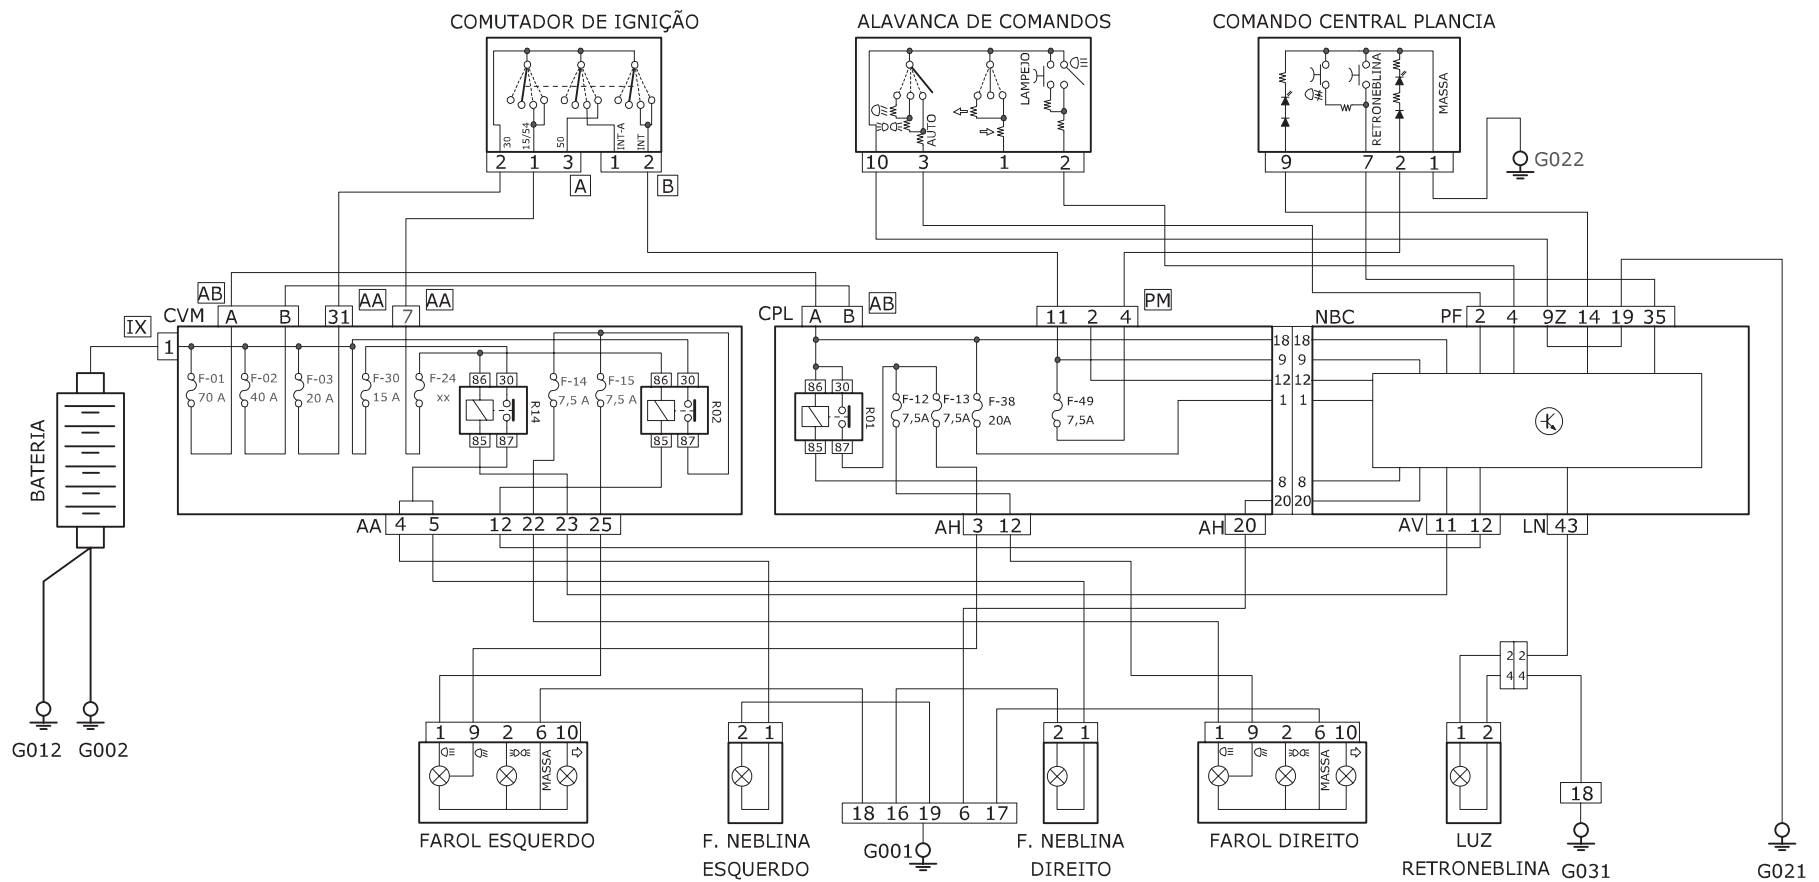 COMUTADOR DE IGNIÇÃO
ALAVANCA DE COMANDOS
COMANDO CENTRAL PLANCIA
30
15/54
50
INT-A
INT
2 1 3 1 2
A
B
AUTO
LAMPEJO
10 3 1 2
RETRONEBLINA
MASSA
9 7 2 1
G022
AB
AA
AA
AB
PM
IX
CVM
A B 31 7
CPL
A B
11 2 4
NBC
PF 2 4 9Z 14 19 35
1
F-01
70 A
F-02
40 A
F-03
20 A
F-30
15 A
F-24
xx
86 30
R14
85 87
F-14
7,5 A
F-15
7,5 A
86 30
R02
85 87
86 30
R01
85 87
F-12
7,5A
F-13
7,5A
F-38
20A
F-49
7,5A
18 18
9 9
12 12
1 1
8 8
20 20
BATERIA
AA 4 5 12 22 23 25
AH 3 12
AH 20
AV 11 12
LN 43
2 2
4 4
G012
G002
1 9 2 6 10
MASSA
FAROL ESQUERDO
2 1
F. NEBLINA
ESQUERDO
18 16 19 6 17
G001
2 1
F. NEBLINA
DIREITO
1 9 2 6 10
MASSA
FAROL DIREITO
1 2
LUZ
RETRONEBLINA
18
G031
G021